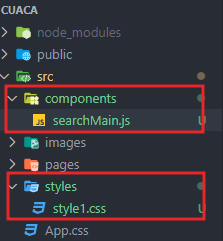 CUACA
node_modules
public
src
components
JS searchMain.js U
images
pages
styles
style1.css U
App.css